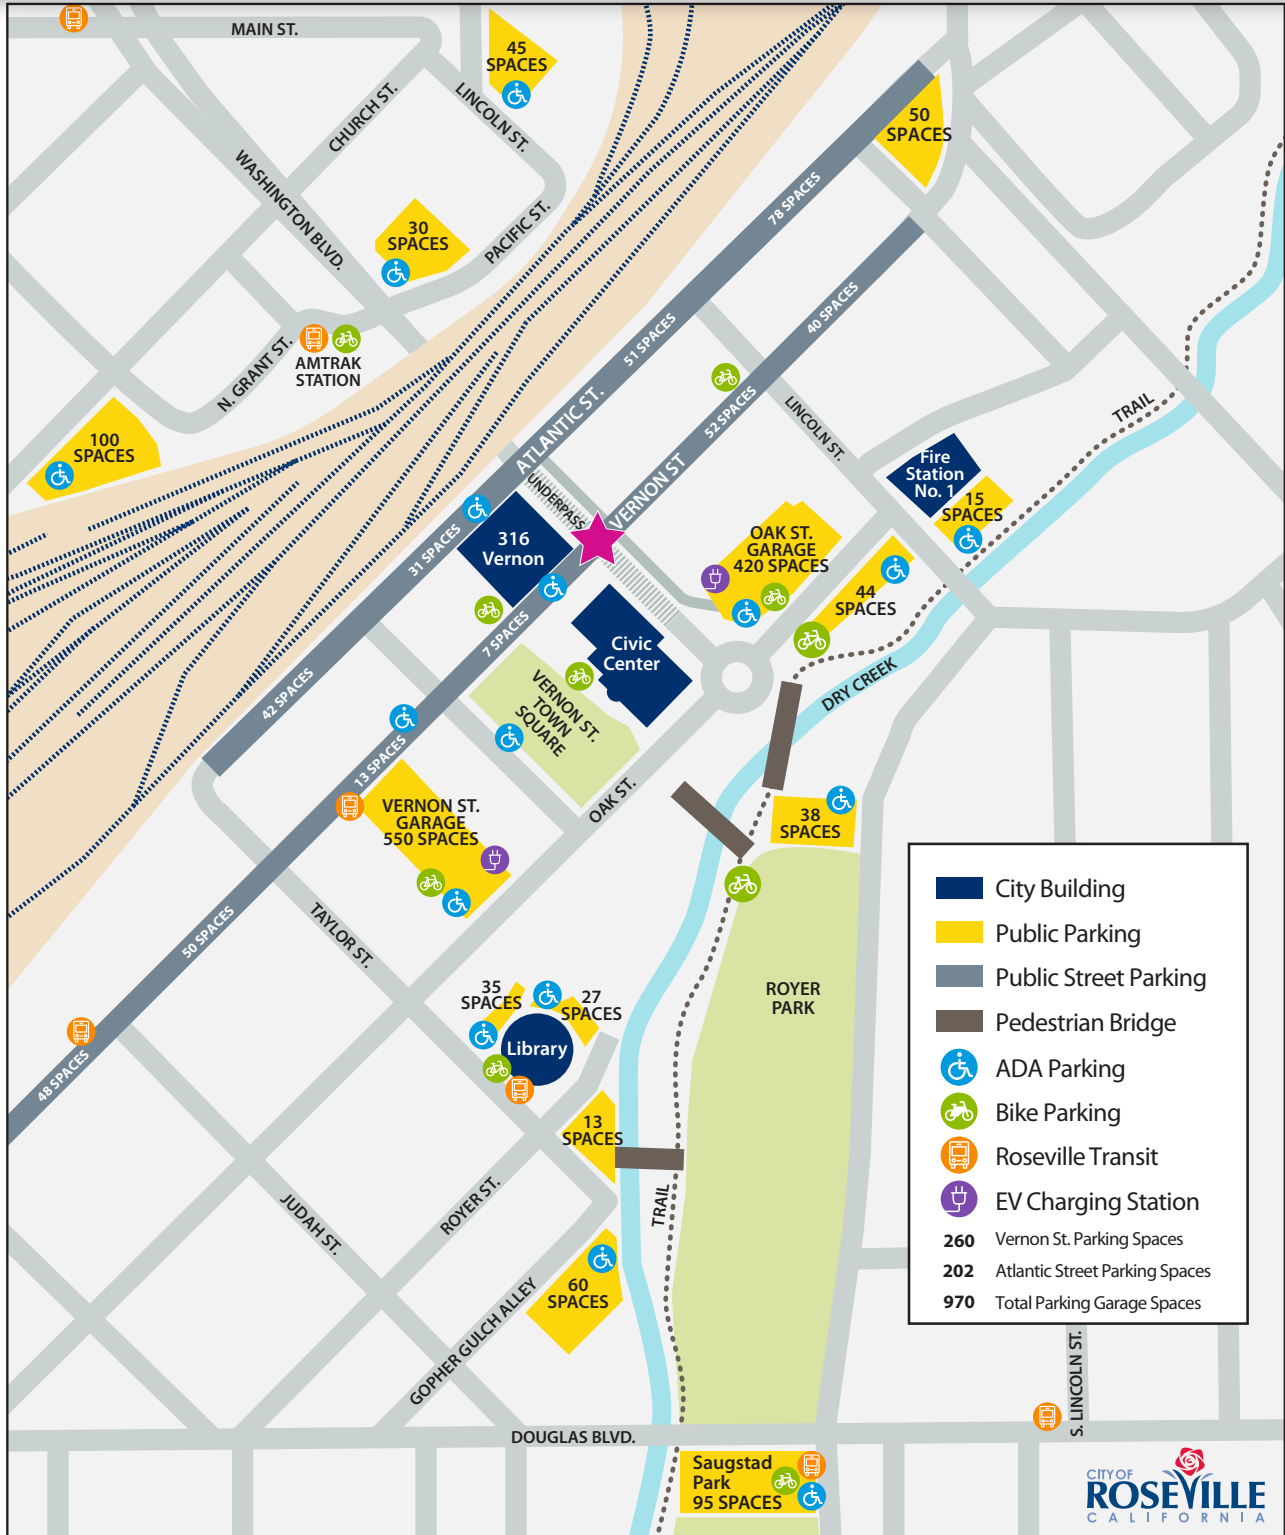 MAIN ST.
45
SPACES
LINCOLN ST.
CHURCH ST.
50
SPACES
WASHINGTON BLVD.
78 SPACES
30
SPACES
PACIFIC ST.
40 SPACES
51 SPACES
N. GRANT ST.
AMTRAK
STATION
ATLANTIC ST.
52 SPACES
LINCOLN ST.
TRAIL
100
SPACES
UNDERPASS
VERNON ST
Fire
Station
No. 1
15
SPACES
31 SPACES
316
Vernon
OAK ST.
GARAGE
420 SPACES
44
SPACES
7 SPACES
Civic
Center
42 SPACES
VERNON ST.
TOWN
SQUARE
DRY CREEK
13 SPACES
OAK ST.
VERNON ST.
GARAGE
550 SPACES
38
SPACES
50 SPACES
TAYLOR ST.
35
SPACES
27
SPACES
Library
ROYER
PARK
48 SPACES
13
SPACES
JUDAH ST.
ROYER ST.
TRAIL
60
SPACES
GOPHER GULCH ALLEY
City Building
Public Parking
Public Street Parking
Pedestrian Bridge
ADA Parking
Bike Parking
Roseville Transit
EV Charging Station
260 Vernon St. Parking Spaces
202 Atlantic Street Parking Spaces
970 Total Parking Garage Spaces
S. LINCOLN ST.
DOUGLAS BLVD.
Saugstad
Park
95 SPACES
CITY OF
ROSEVILLE
CALIFORNIA